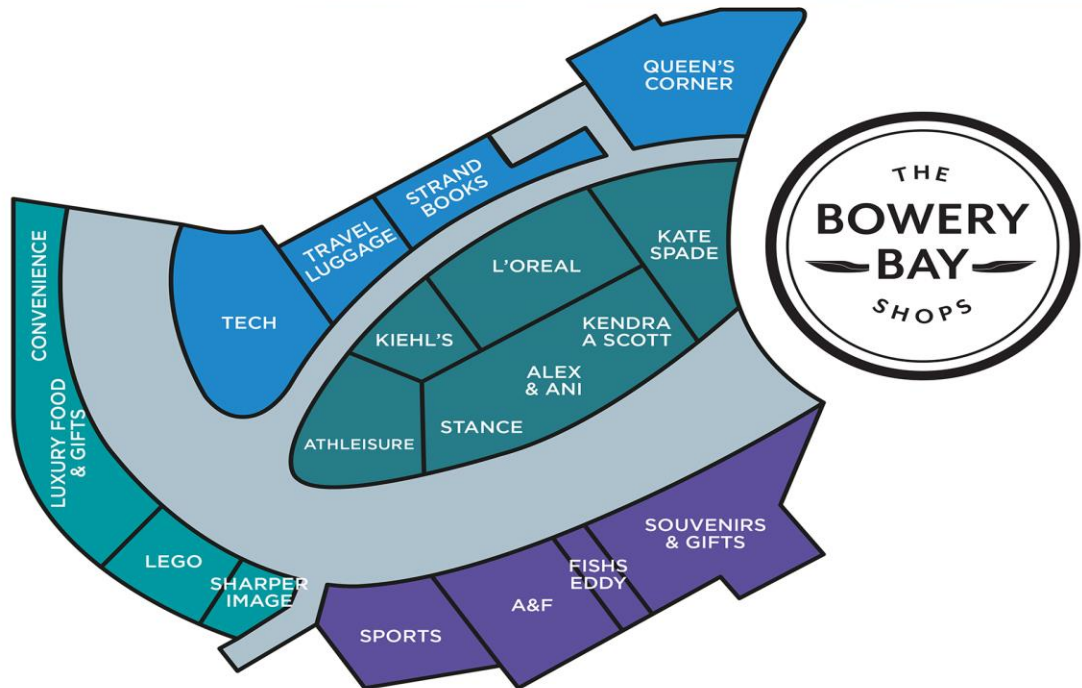 QUEEN'S
CORNER
STRAND
BOOKS
TRAVEL
LUGGAGE
TECH
CONVENIENCE
LUXURY FOOD
& GIFTS
LEGO
SHARPER
IMAGE
KATE
SPADE
L'OREAL
KIEHL'S
KENDRA
A SCOTT
ALEX
& ANI
STANCE
ATHLEISURE
SOUVENIRS
& GIFTS
FISHS
EDDY
A&F
SPORTS
THE
BOWERY
BAY
SHOPS